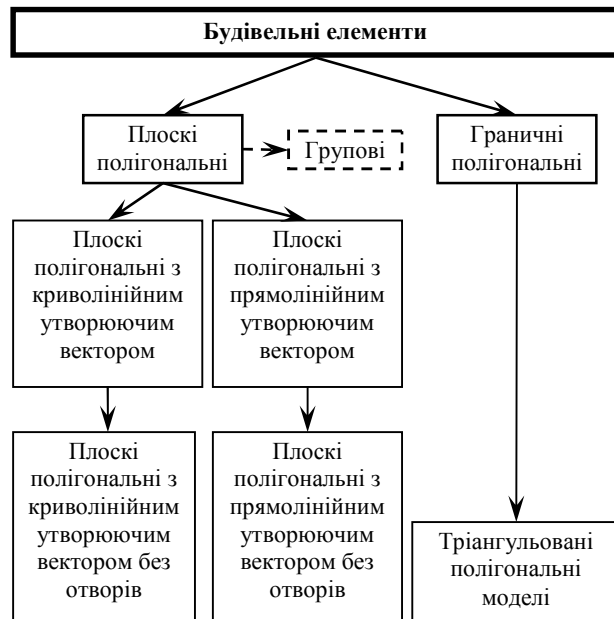 Будівельні елементи
Плоскі
полігональні
Групові
Граничні
полігональні
Плоскі
полігональні з
криволінійним
утворюючим
вектором
Плоскі
полігональні з
прямолінійним
утворюючим
вектором
Плоскі
полігональні з
криволінійним
утворюючим
вектором без
отворів
Плоскі
полігональні з
прямолінійним
утворюючим
вектором без
отворів
Тріангульовані
полігональні
моделі